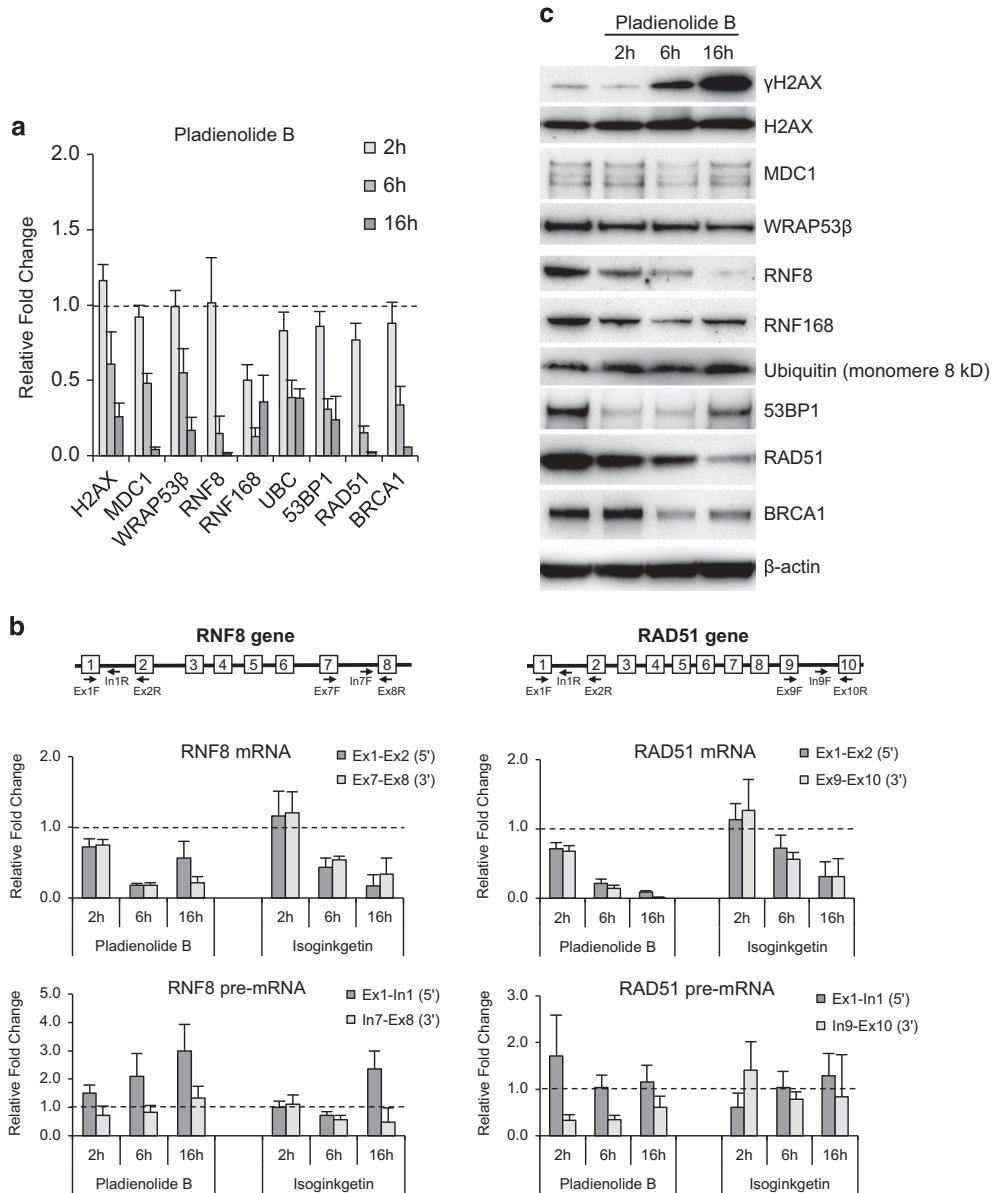 a
Pladienolide B
2.0
1.5
1.0
0.5
0.0
Relative Fold Change
2h
6h
16h
H2AX
MDC1
WRAP53β
RNF8
RNF168
UBC
53BP1
RAD51
BRCA1
c
Pladienolide B
2h 6h 16h
γH2AX
H2AX
MDC1
WRAP53β
RNF8
RNF168
Ubiquitin (monomere 8 kD)
53BP1
RAD51
BRCA1
β-actin
b
RNF8 gene
1 2 3 4 5 6 7 8
Ex1F In1R Ex2R Ex7F In7F Ex8R
RAD51 gene
1 2 3 4 5 6 7 8 9 10
Ex1F In1R Ex2R Ex9F In9F Ex10R
RNF8 mRNA
Ex1-Ex2 (5')
Ex7-Ex8 (3')
Relative Fold Change
2.0
1.0
0.0
2h 6h 16h 2h 6h 16h
Pladienolide B Isoginkgetin
RAD51 mRNA
Ex1-Ex2 (5')
Ex9-Ex10 (3')
Relative Fold Change
2.0
1.0
0.0
2h 6h 16h 2h 6h 16h
Pladienolide B Isoginkgetin
RNF8 pre-mRNA
Ex1-In1 (5')
In7-Ex8 (3')
Relative Fold Change
5.0
4.0
3.0
2.0
1.0
0.0
2h 6h 16h 2h 6h 16h
Pladienolide B Isoginkgetin
RAD51 pre-mRNA
Ex1-In1 (5')
In9-Ex10 (3')
Relative Fold Change
3.0
2.0
1.0
0.0
2h 6h 16h 2h 6h 16h
Pladienolide B Isoginkgetin